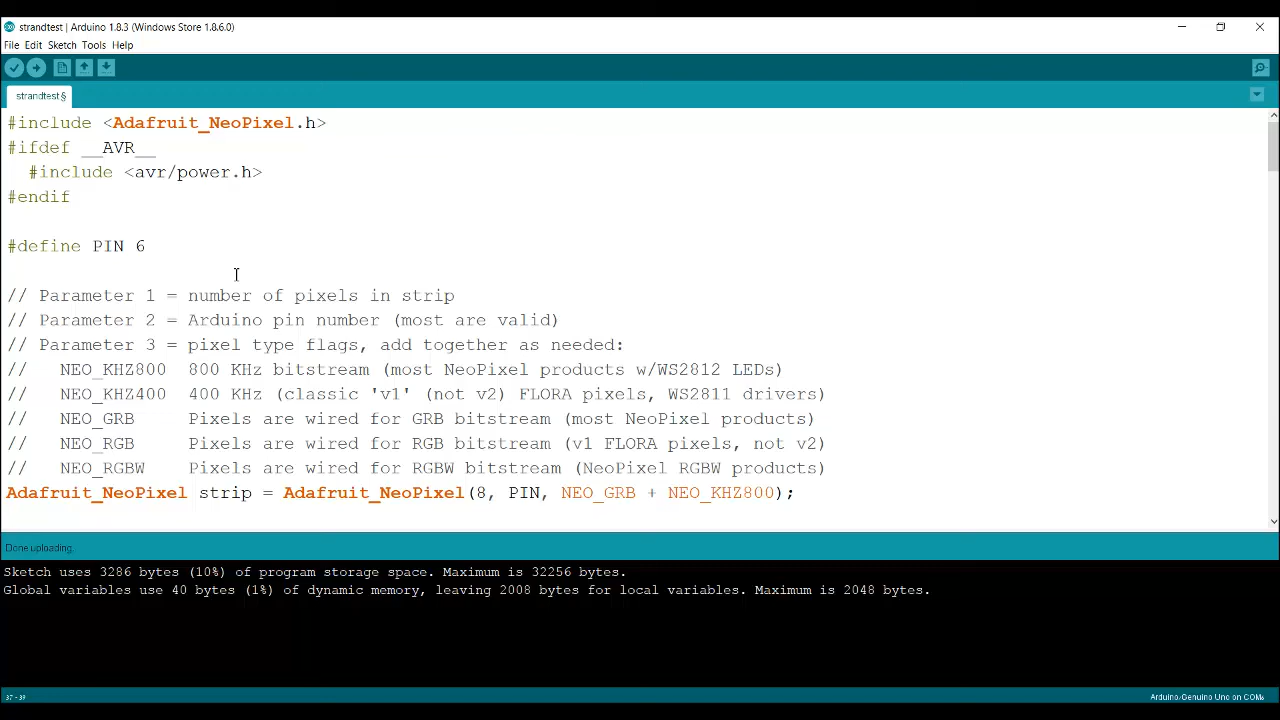 strandtest | Arduino 1.8.3 (Windows Store 1.8.6.0)
File Edit Sketch Tools Help
strandtest§
#include <Adafruit_NeoPixel.h>
#ifdef __AVR__
  #include <avr/power.h>
#endif
#define PIN 6
// Parameter 1 = number of pixels in strip
// Parameter 2 = Arduino pin number (most are valid)
// Parameter 3 = pixel type flags, add together as needed:
//   NEO_KHZ800  800 KHz bitstream (most NeoPixel products w/WS2812 LEDs)
//   NEO_KHZ400  400 KHz (classic 'v1' (not v2) FLORA pixels, WS2811 drivers)
//   NEO_GRB     Pixels are wired for GRB bitstream (most NeoPixel products)
//   NEO_RGB     Pixels are wired for RGB bitstream (v1 FLORA pixels, not v2)
//   NEO_RGBW    Pixels are wired for RGBW bitstream (NeoPixel RGBW products)
Adafruit_NeoPixel strip = Adafruit_NeoPixel(8, PIN, NEO_GRB + NEO_KHZ800);
Done uploading.
Sketch uses 3286 bytes (10%) of program storage space. Maximum is 32256 bytes.
Global variables use 40 bytes (1%) of dynamic memory, leaving 2008 bytes for local variables. Maximum is 2048 bytes.
37 - 39
Arduino/Genuino Uno on